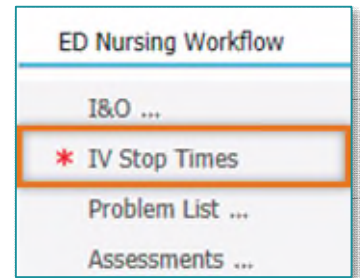 ED Nursing Workflow
I&O ...
* IV Stop Times
Problem List ...
Assessments ...